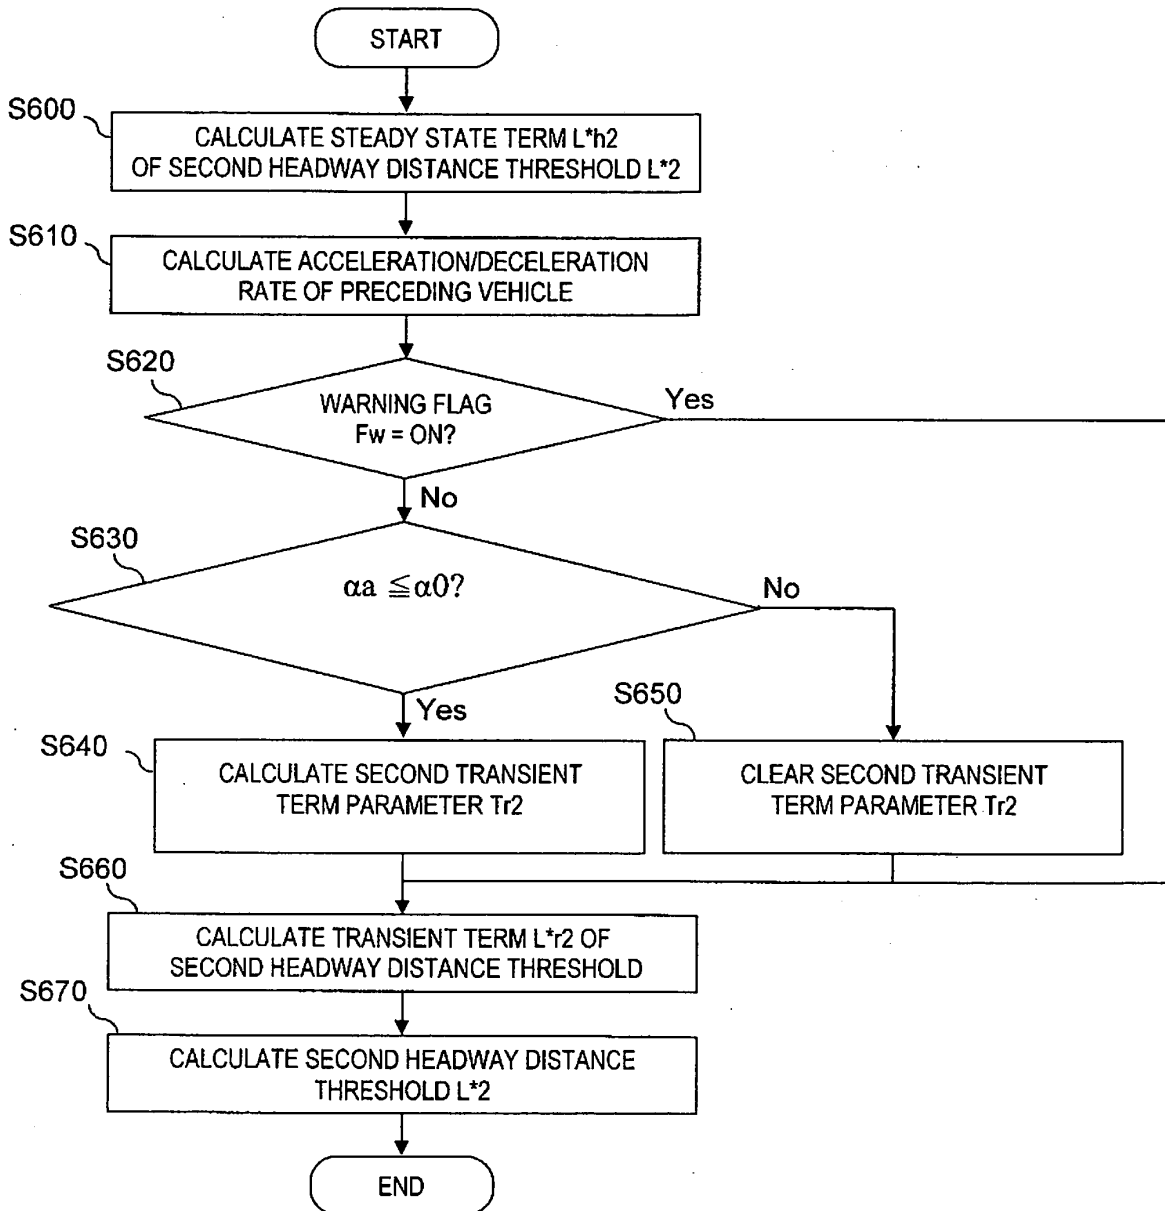 START
S600
CALCULATE STEADY STATE TERM L*h2
OF SECOND HEADWAY DISTANCE THRESHOLD L*2
S610
CALCULATE ACCELERATION/DECELERATION
RATE OF PRECEDING VEHICLE
S620
WARNING FLAG
Fw = ON?
Yes
No
S630
αa ≦ α0?
No
Yes
S640
CALCULATE SECOND TRANSIENT
TERM PARAMETER Tr2
S650
CLEAR SECOND TRANSIENT
TERM PARAMETER Tr2
S660
CALCULATE TRANSIENT TERM L*r2 OF
SECOND HEADWAY DISTANCE THRESHOLD
S670
CALCULATE SECOND HEADWAY DISTANCE
THRESHOLD L*2
END